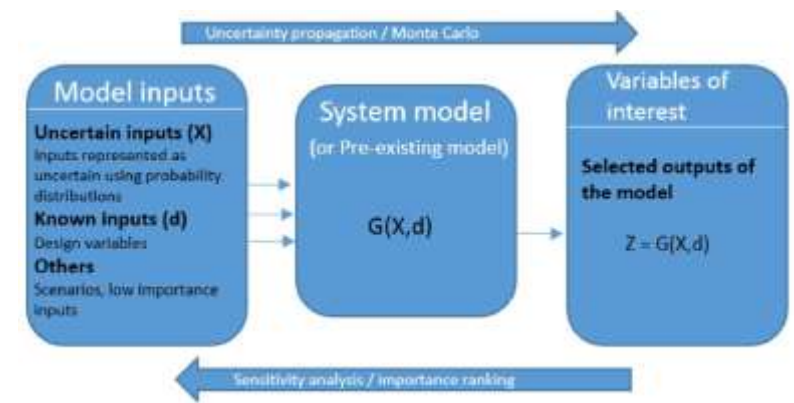 Uncertainty propagation / Monte Carlo
Model inputs
Uncertain inputs (X)
Inputs represented as
uncertain using probability
distributions
Known inputs (d)
Design variables
Others
Scenarios, low importance
inputs
System model
(or Pre-existing model)
G(X,d)
Variables of
interest
Selected outputs of
the model
Z = G(X,d)
Sensitivity analysis / importance ranking